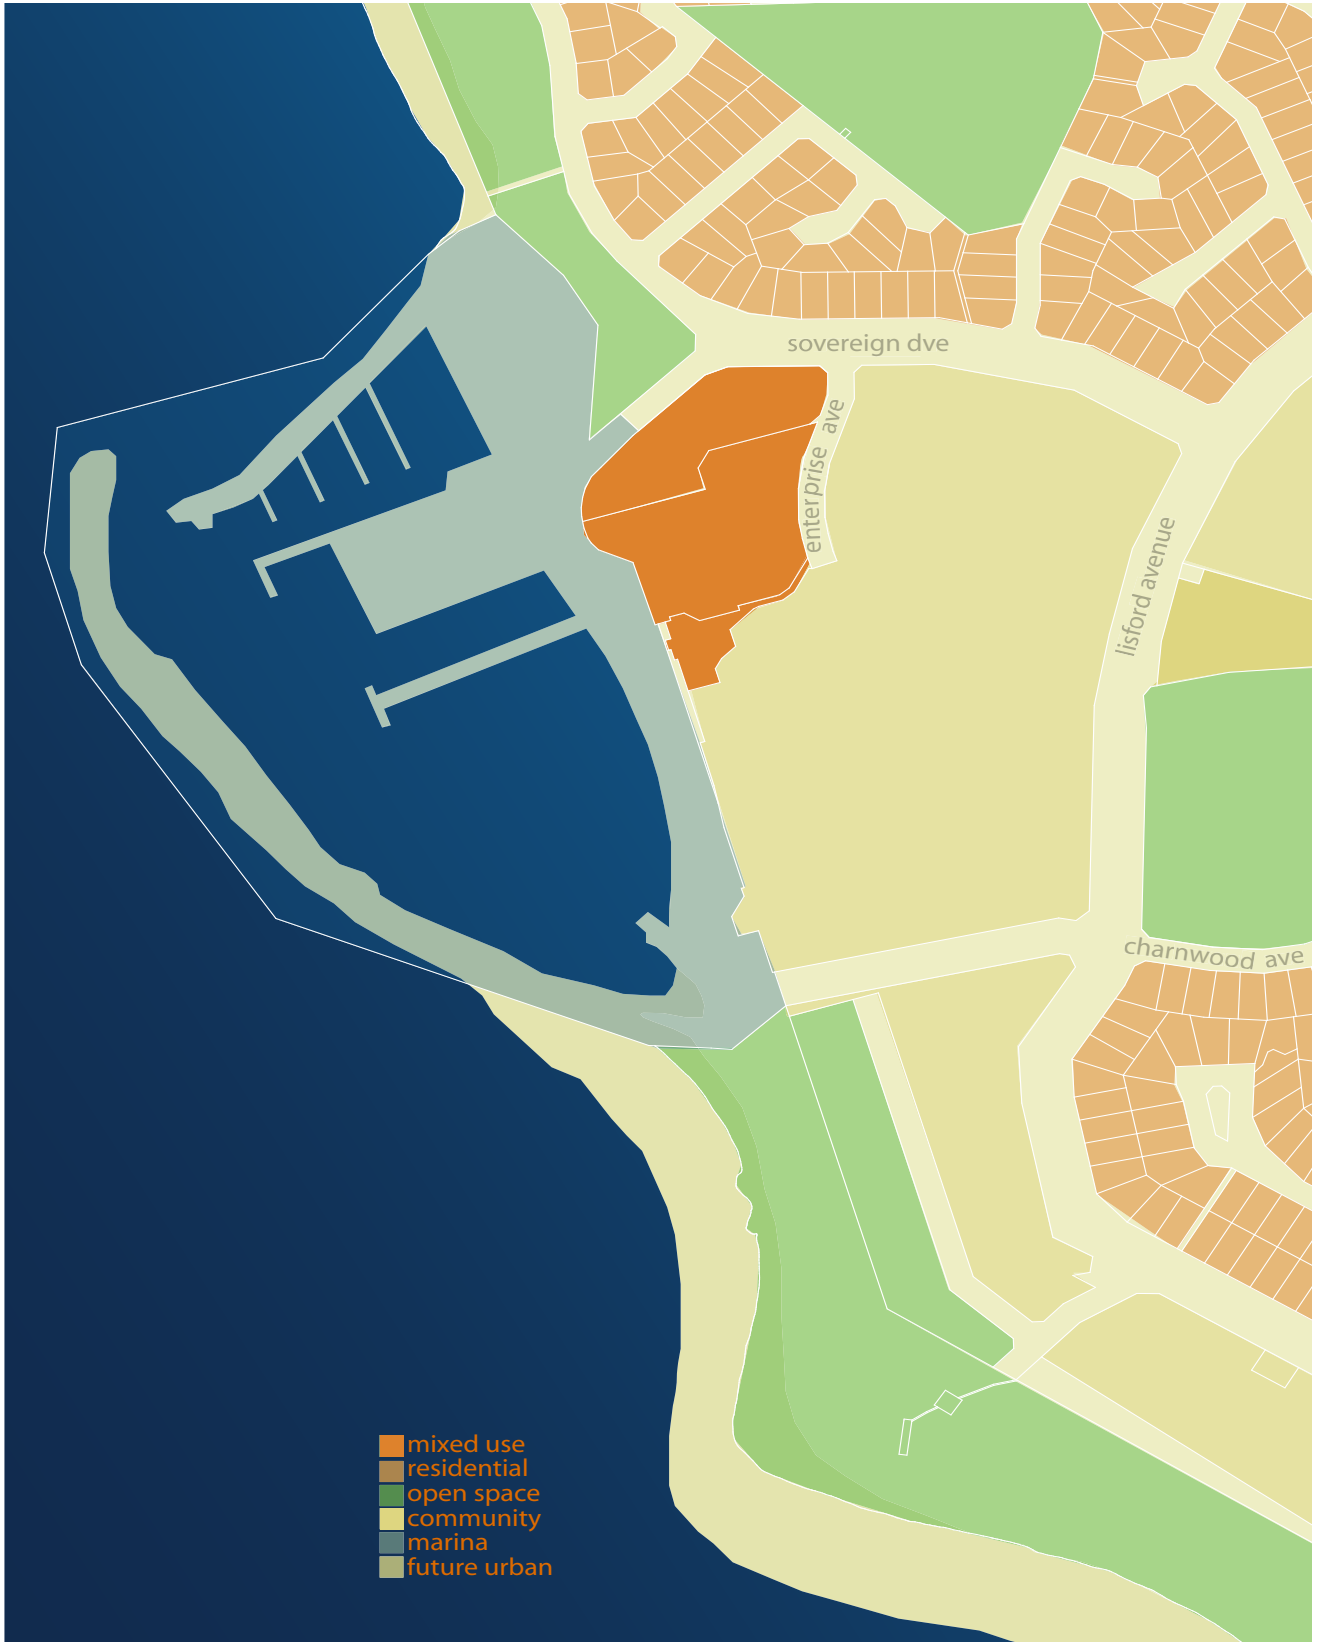 sovereign dve
enterprise ave
lisford avenue
charnwood ave
mixed use
residential
open space
community
marina
future urban